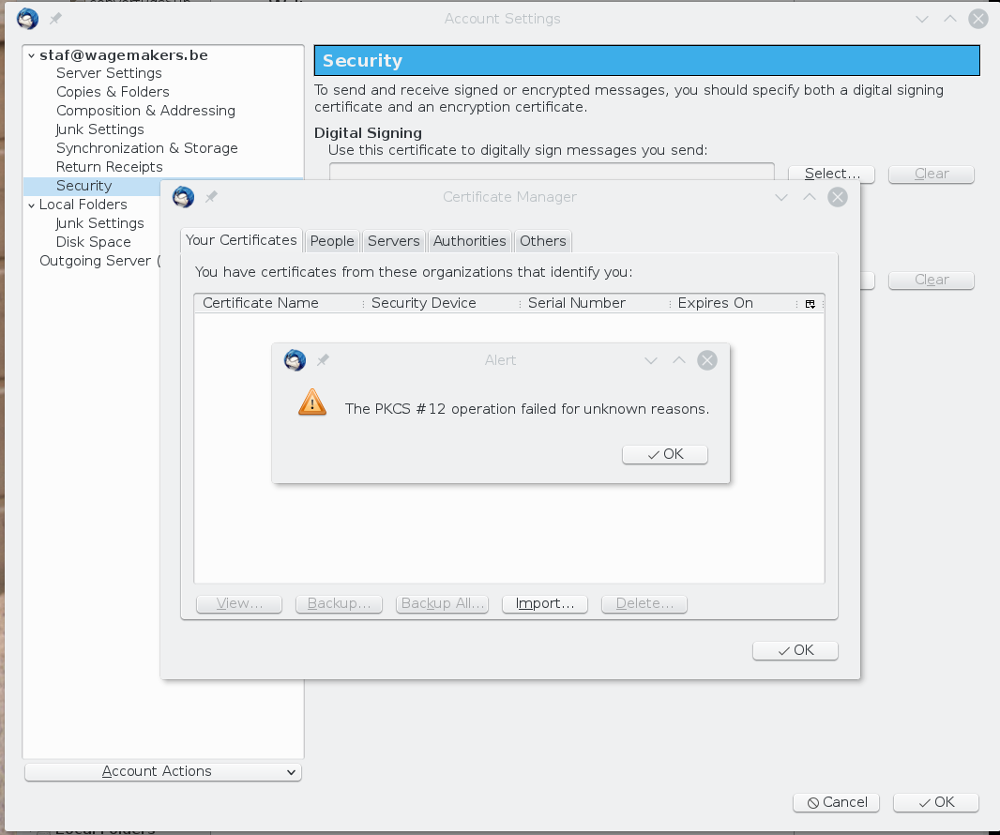 Account Settings
staf@wagemakers.be
Server Settings
Copies & Folders
Composition & Addressing
Junk Settings
Synchronization & Storage
Return Receipts
Security
Local Folders
Junk Settings
Disk Space
Outgoing Server (
Account Actions
Security
To send and receive signed or encrypted messages, you should specify both a digital signing
certificate and an encryption certificate.
Digital Signing
Use this certificate to digitally sign messages you send:
Select... Clear
Clear
Certificate Manager
Your Certificates People Servers Authorities Others
You have certificates from these organizations that identify you:
Certificate Name Security Device Serial Number Expires On
Alert
The PKCS #12 operation failed for unknown reasons.
OK
View... Backup... Backup All... Import... Delete...
OK
Cancel OK
Local Folders